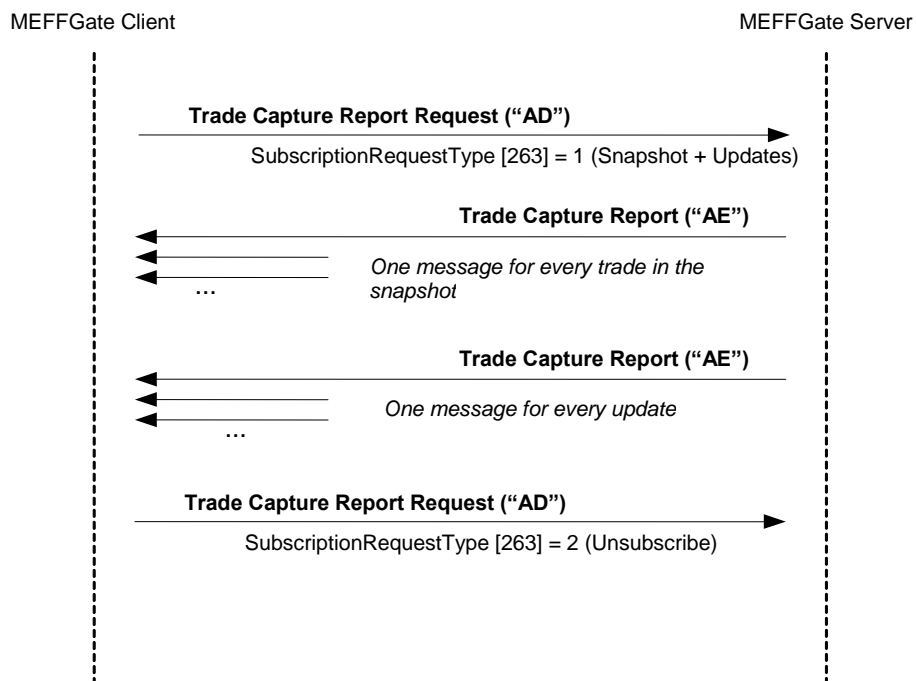 MEFFGate Client
MEFFGate Server
Trade Capture Report Request (“AD”)
SubscriptionRequestType [263] = 1 (Snapshot + Updates)
Trade Capture Report (“AE”)
One message for every trade in the
snapshot
...
Trade Capture Report (“AE”)
One message for every update
...
Trade Capture Report Request (“AD”)
SubscriptionRequestType [263] = 2 (Unsubscribe)